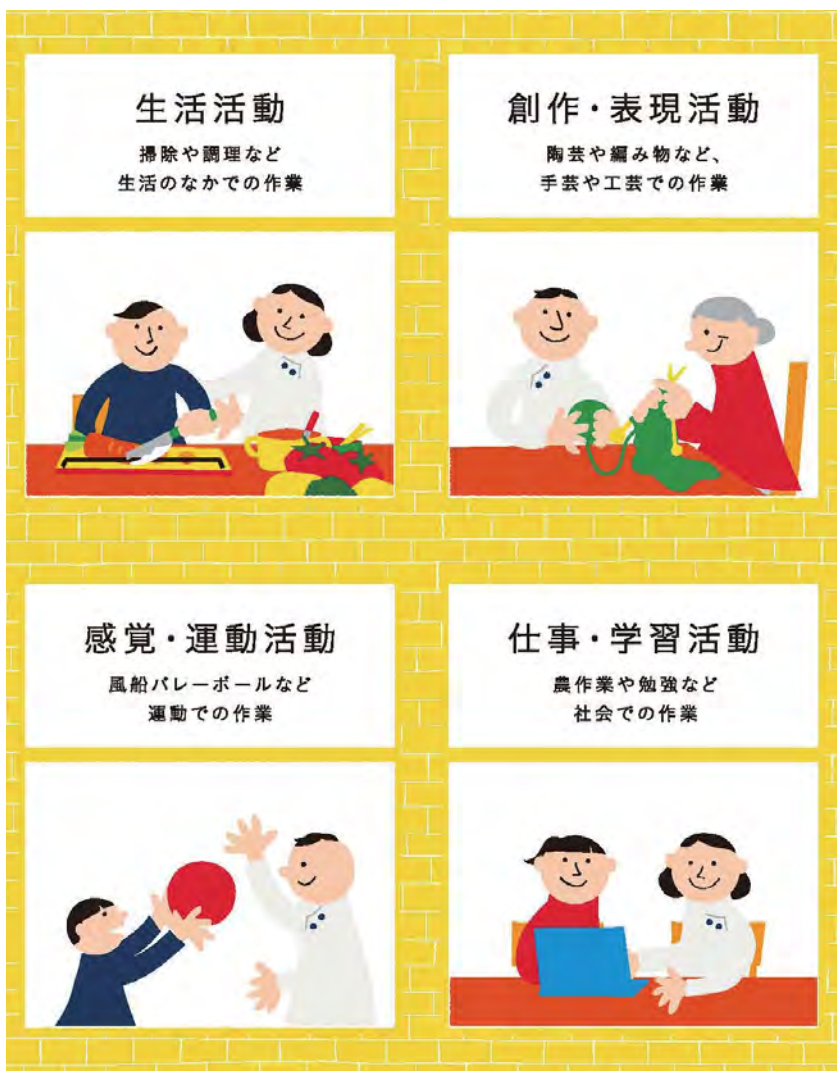 生活活動
掃除や調理など
生活のなかでの作業
創作・表現活動
陶芸や編み物など、
手芸や工芸での作業
感覚・運動活動
風船バレーボールなど
運動での作業
仕事・学習活動
農作業や勉強など
社会での作業